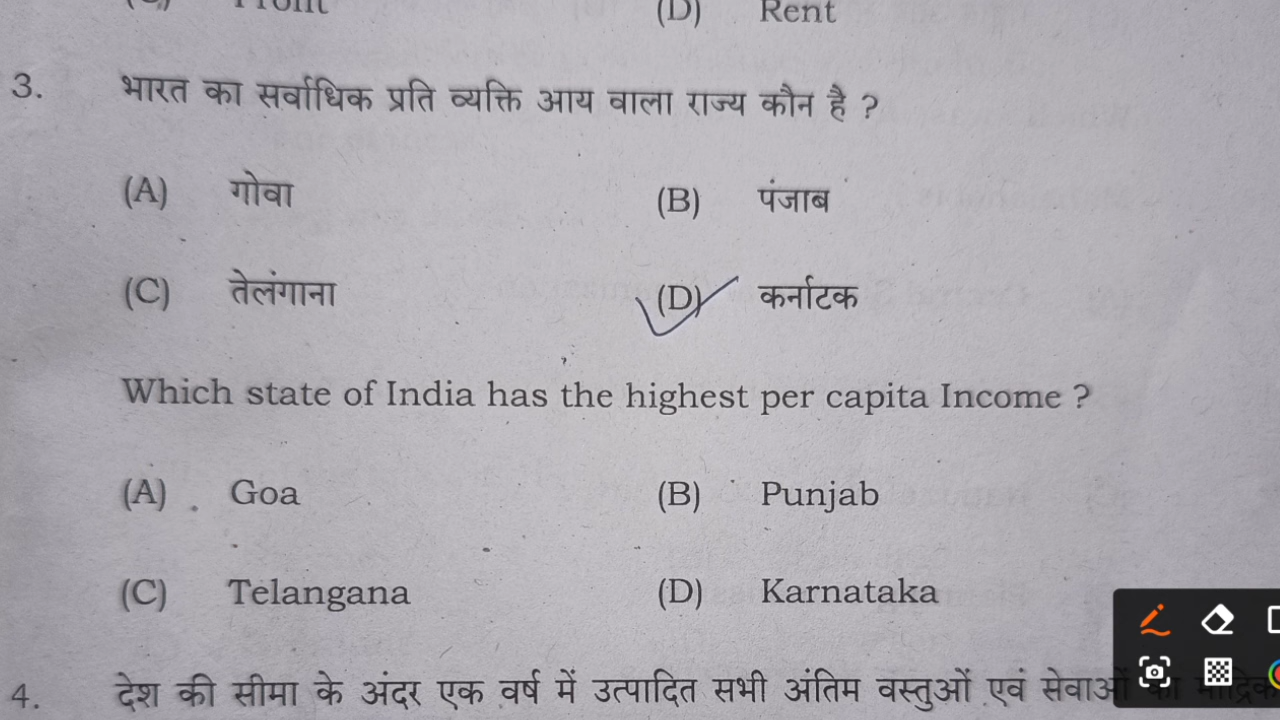 (D) Rent
3. भारत का सर्वाधिक प्रति व्यक्ति आय वाला राज्य कौन है ?
(A) गोवा (B) पंजाब
(C) तेलंगाना (D) कर्नाटक
Which state of India has the highest per capita Income ?
(A) Goa (B) Punjab
(C) Telangana (D) Karnataka
4. देश की सीमा के अंदर एक वर्ष में उत्पादित सभी अंतिम वस्तुओं एवं सेवाओं